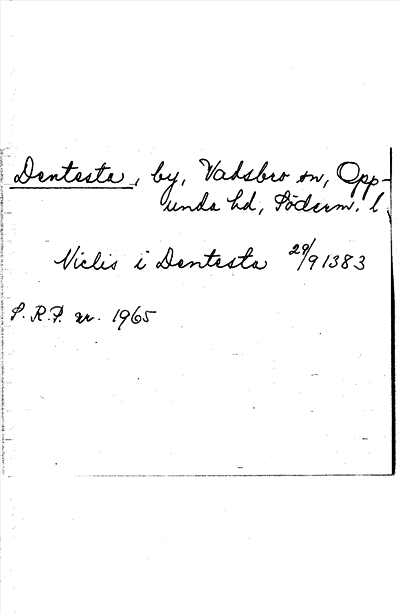 Dentesta, by, Vadsbro sn, Opp-
unda hd, Söderm. l.
Niclis i Dentesta 29/9 1383
S.R.P. nr. 1965